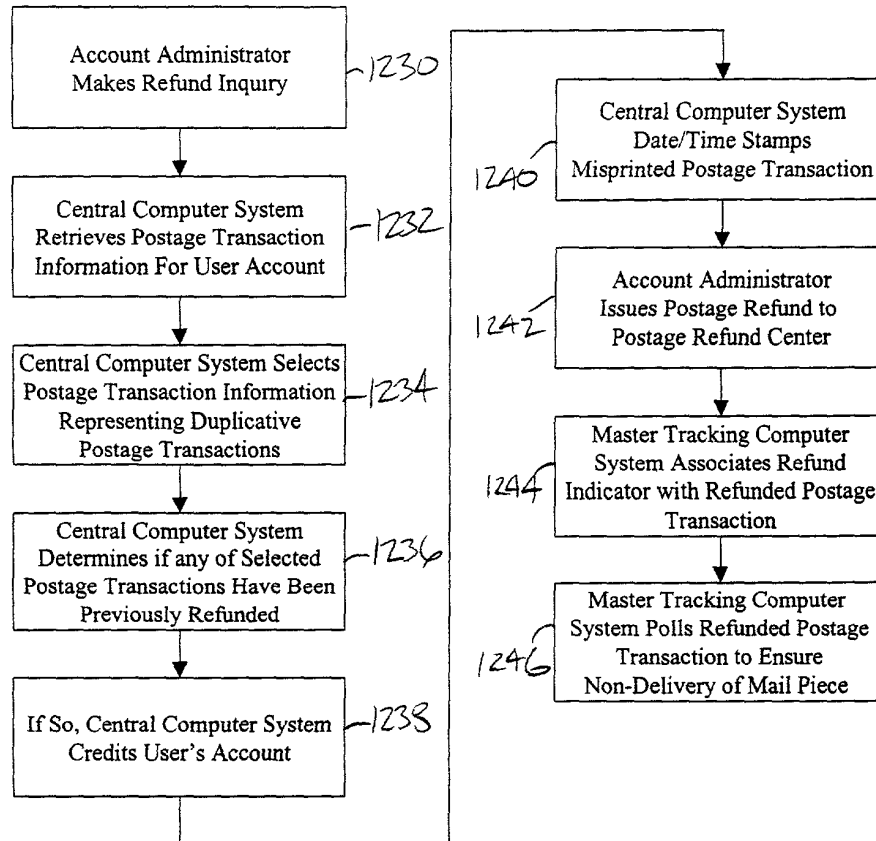 Account Administrator
Makes Refund Inquiry
1230
Central Computer System
Retrieves Postage Transaction
Information For User Account
1232
Central Computer System Selects
Postage Transaction Information
Representing Duplicative
Postage Transactions
1234
Central Computer System
Determines if any of Selected
Postage Transactions Have Been
Previously Refunded
1236
If So, Central Computer System
Credits User's Account
1238
Central Computer System
Date/Time Stamps
Misprinted Postage Transaction
1240
Account Administrator
Issues Postage Refund to
Postage Refund Center
1242
Master Tracking Computer
System Associates Refund
Indicator with Refunded Postage
Transaction
1244
Master Tracking Computer
System Polls Refunded Postage
Transaction to Ensure
Non-Delivery of Mail Piece
1246